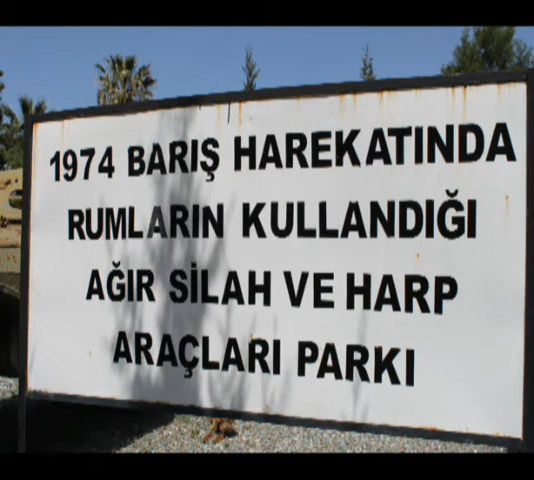 1974 BARIŞ HAREKATINDA
RUMLARIN KULLANDIĞI
AĞIR SİLAH VE HARP
ARAÇLARI PARKI